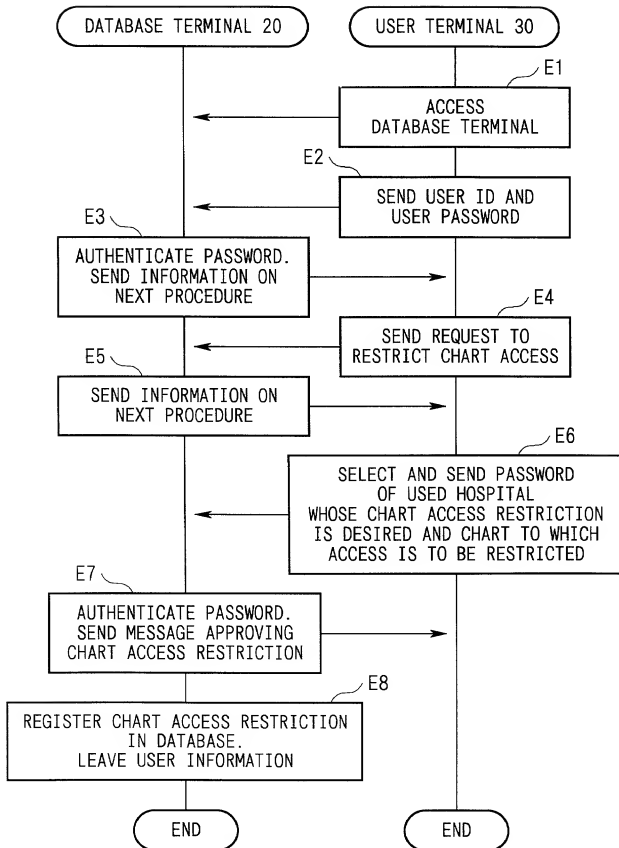 DATABASE TERMINAL 20
USER TERMINAL 30
E1
ACCESS
DATABASE TERMINAL
E2
SEND USER ID AND
USER PASSWORD
E3
AUTHENTICATE PASSWORD.
SEND INFORMATION ON
NEXT PROCEDURE
E4
SEND REQUEST TO
RESTRICT CHART ACCESS
E5
SEND INFORMATION ON
NEXT PROCEDURE
E6
SELECT AND SEND PASSWORD
OF USED HOSPITAL
WHOSE CHART ACCESS RESTRICTION
IS DESIRED AND CHART TO WHICH
ACCESS IS TO BE RESTRICTED
E7
AUTHENTICATE PASSWORD.
SEND MESSAGE APPROVING
CHART ACCESS RESTRICTION
E8
REGISTER CHART ACCESS RESTRICTION
IN DATABASE.
LEAVE USER INFORMATION
END
END